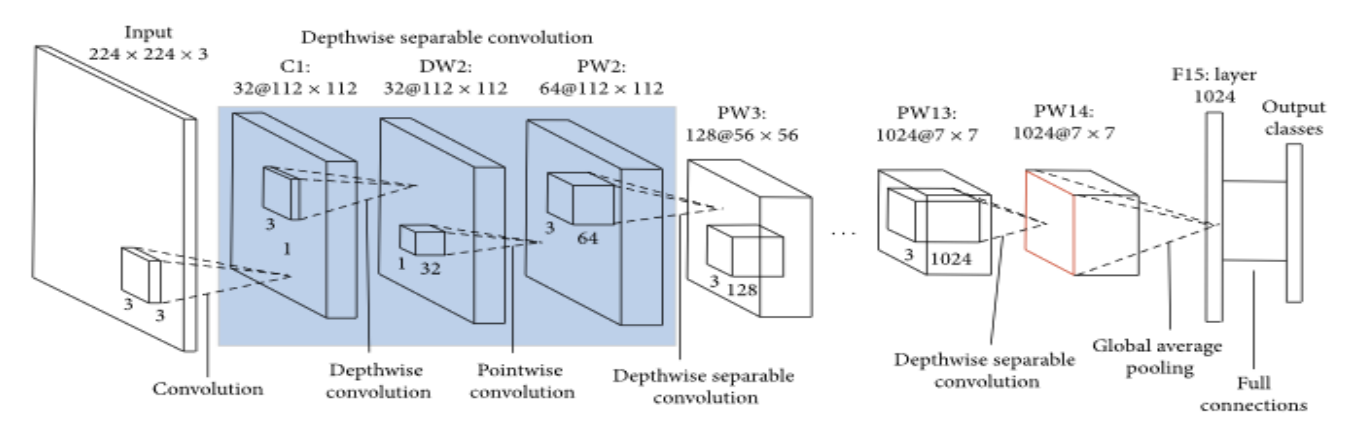 Input
224 × 224 × 3
Depthwise separable convolution
C1:
32@112 × 112
DW2:
32@112 × 112
PW2:
64@112 × 112
PW3:
128@56 × 56
PW13:
1024@7 × 7
PW14:
1024@7 × 7
F15: layer
1024
Output
classes
3
3
3
1
1
32
3
64
3
128
...
3
1024
Convolution
Depthwise
convolution
Pointwise
convolution
Depthwise separable
convolution
Depthwise separable
convolution
Global average
pooling
Full
connections